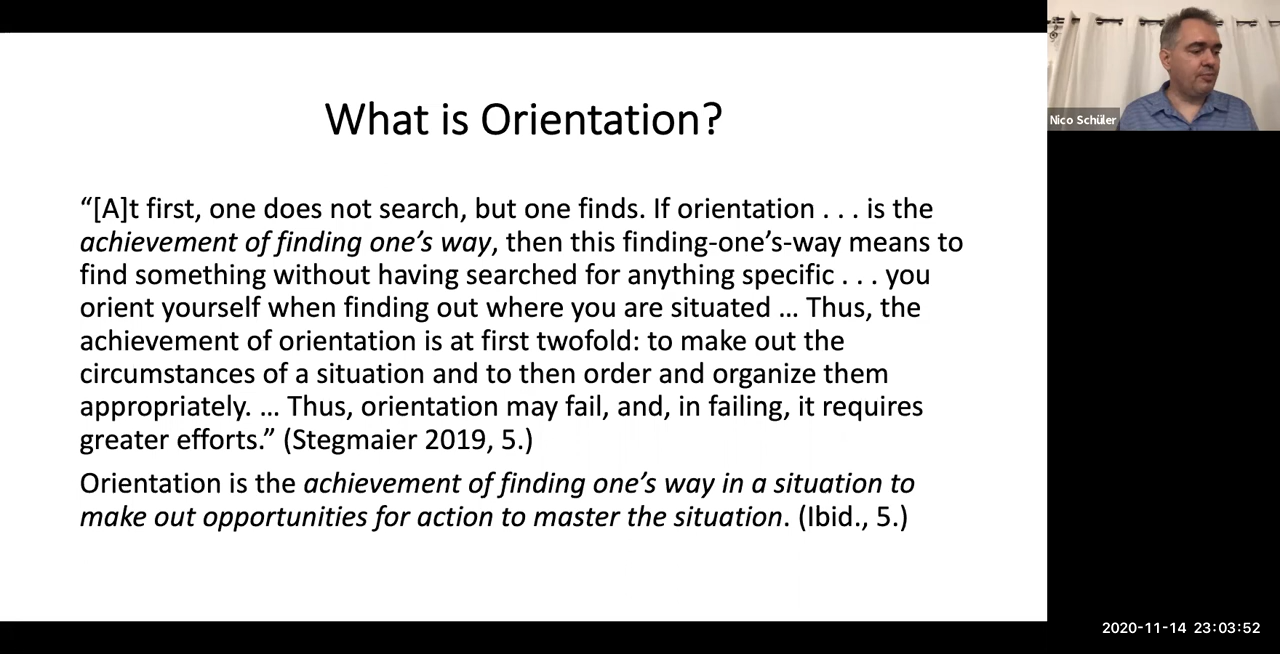 What is Orientation?
“[A]t first, one does not search, but one finds. If orientation . . . is the
achievement of finding one’s way, then this finding-one’s-way means to
find something without having searched for anything specific . . . you
orient yourself when finding out where you are situated … Thus, the
achievement of orientation is at first twofold: to make out the
circumstances of a situation and to then order and organize them
appropriately. … Thus, orientation may fail, and, in failing, it requires
greater efforts.” (Stegmaier 2019, 5.)
Orientation is the achievement of finding one’s way in a situation to
make out opportunities for action to master the situation. (Ibid., 5.)
Nico Schüler
2020-11-14 23:03:52